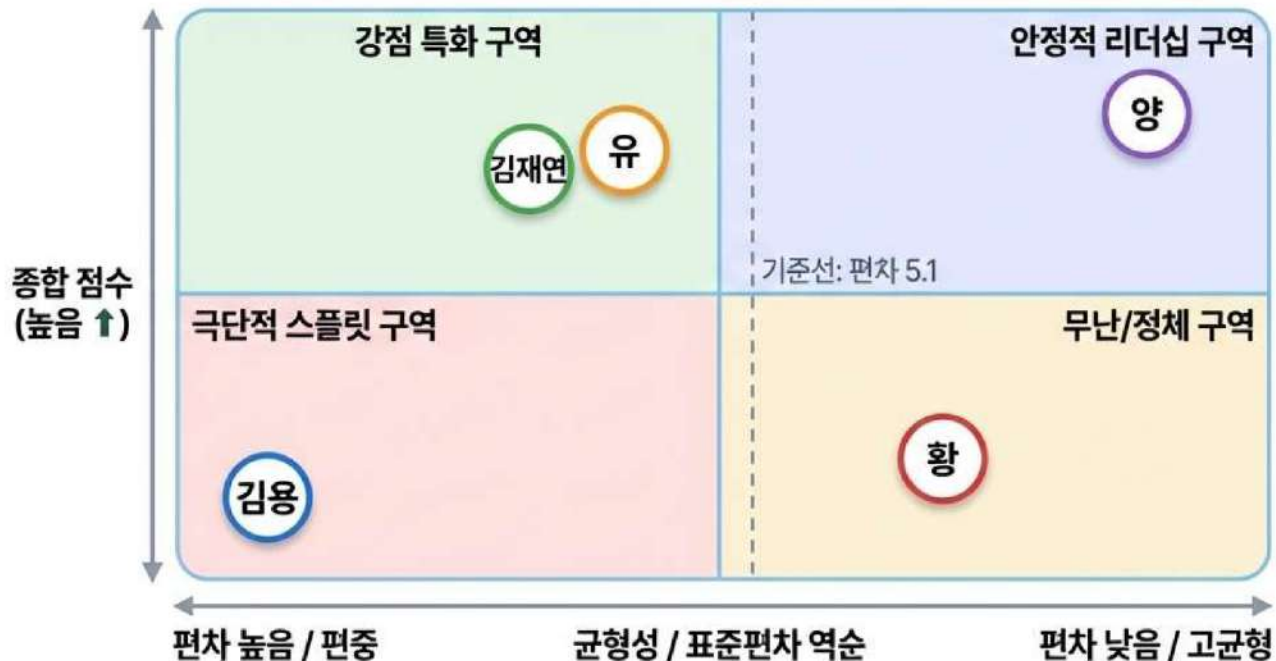 강점 특화 구역
안정적 리더십 구역
양
유
김재연
기준선: 편차 5.1
종합 점수
(높음 ⬆)
극단적 스플릿 구역
무난/정체 구역
황
김용
편차 높음 / 편중
균형성 / 표준편차 역순
편차 낮음 / 고균형